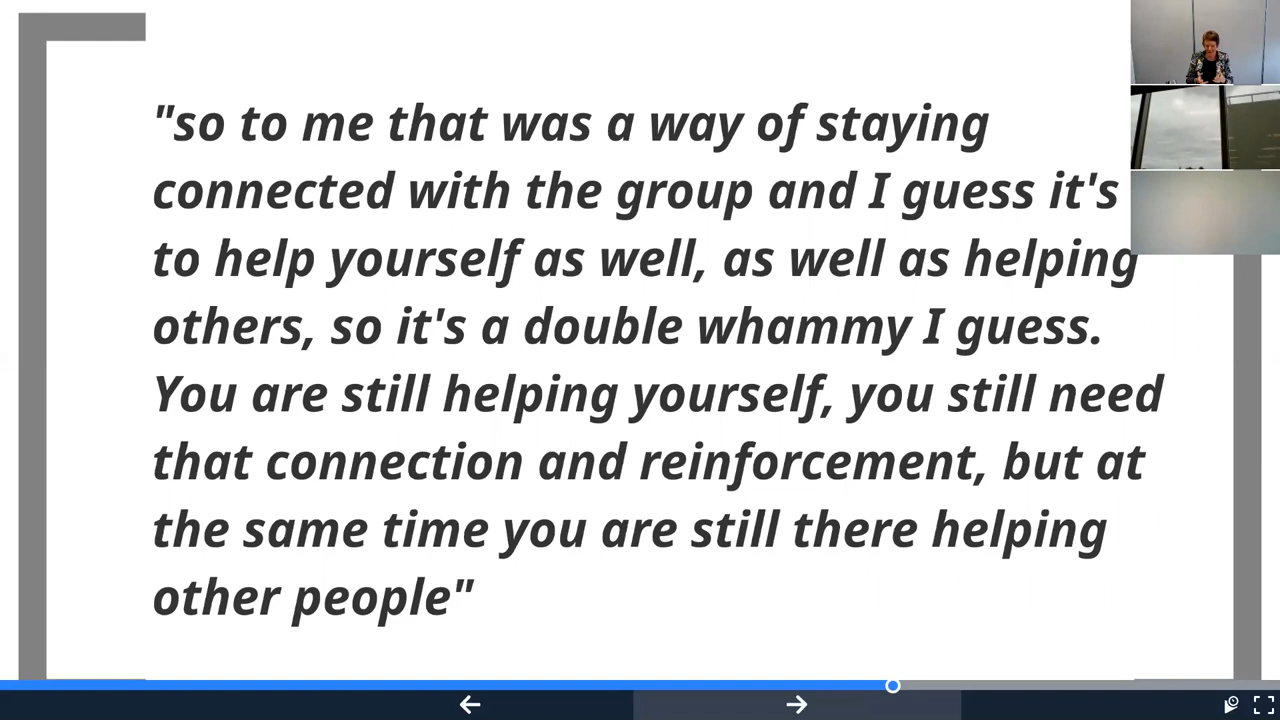 "so to me that was a way of staying
connected with the group and I guess it's
to help yourself as well, as well as helping
others, so it's a double whammy I guess.
You are still helping yourself, you still need
that connection and reinforcement, but at
the same time you are still there helping
other people"